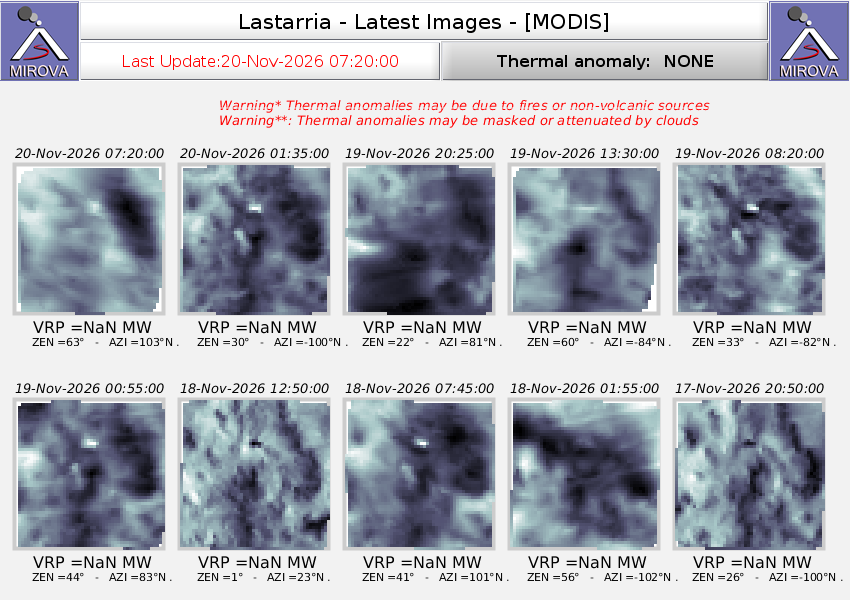 Lastarria - Latest Images - [MODIS]
MIROVA
Last Update:20-Nov-2026 07:20:00
Thermal anomaly: NONE
MIROVA
Warning* Thermal anomalies may be due to fires or non-volcanic sources
Warning**: Thermal anomalies may be masked or attenuated by clouds
20-Nov-2026 07:20:00 20-Nov-2026 01:35:00 19-Nov-2026 20:25:00 19-Nov-2026 13:30:00 19-Nov-2026 08:20:00
VRP =NaN MW VRP =NaN MW VRP =NaN MW VRP =NaN MW VRP =NaN MW
ZEN =63° - AZI =103°N . ZEN =30° - AZI =-100°N . ZEN =22° - AZI =81°N . ZEN =60° - AZI =-84°N . ZEN =33° - AZI =-82°N .
19-Nov-2026 00:55:00 18-Nov-2026 12:50:00 18-Nov-2026 07:45:00 18-Nov-2026 01:55:00 17-Nov-2026 20:50:00
VRP =NaN MW VRP =NaN MW VRP =NaN MW VRP =NaN MW VRP =NaN MW
ZEN =44° - AZI =83°N . ZEN =1° - AZI =23°N . ZEN =41° - AZI =101°N . ZEN =56° - AZI =-102°N . ZEN =26° - AZI =-100°N .